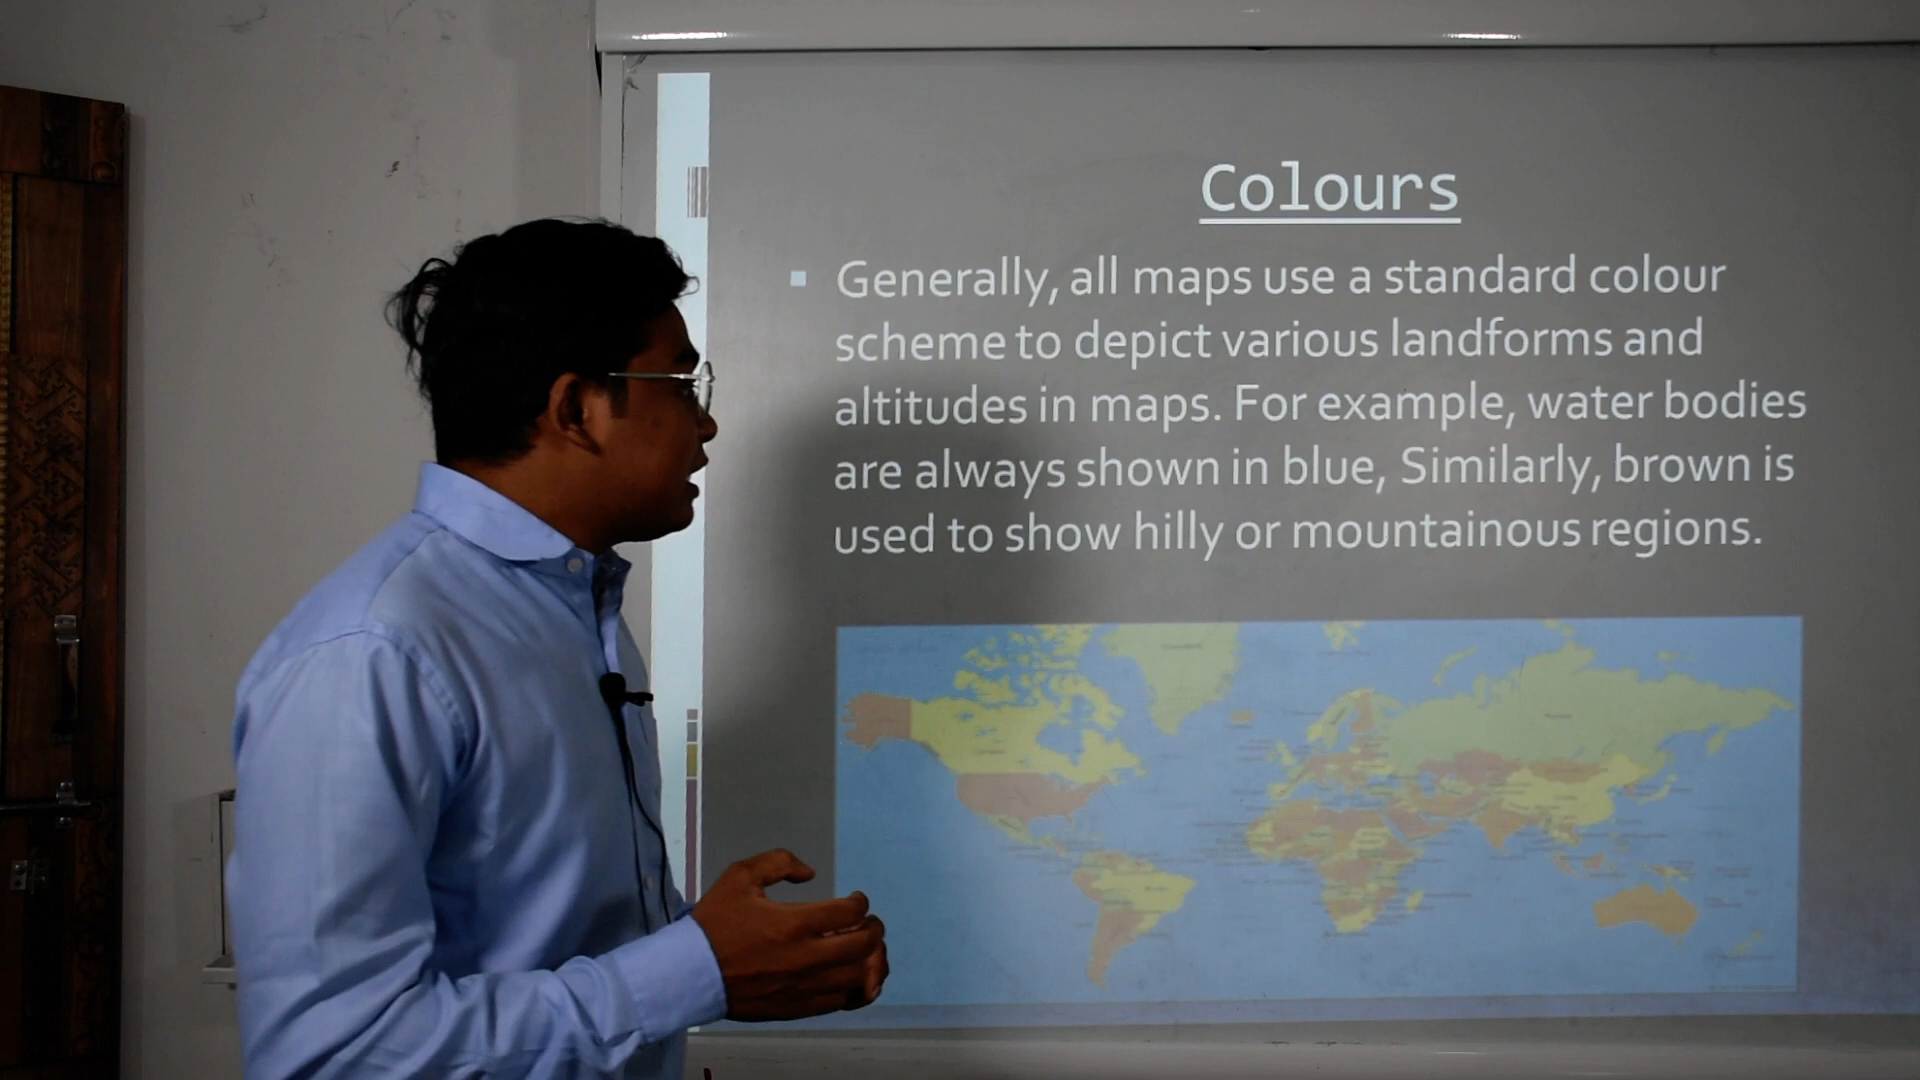 Colours
Generally, all maps use a standard colour
scheme to depict various landforms and
altitudes in maps. For example, water bodies
are always shown in blue, Similarly, brown is
used to show hilly or mountainous regions.